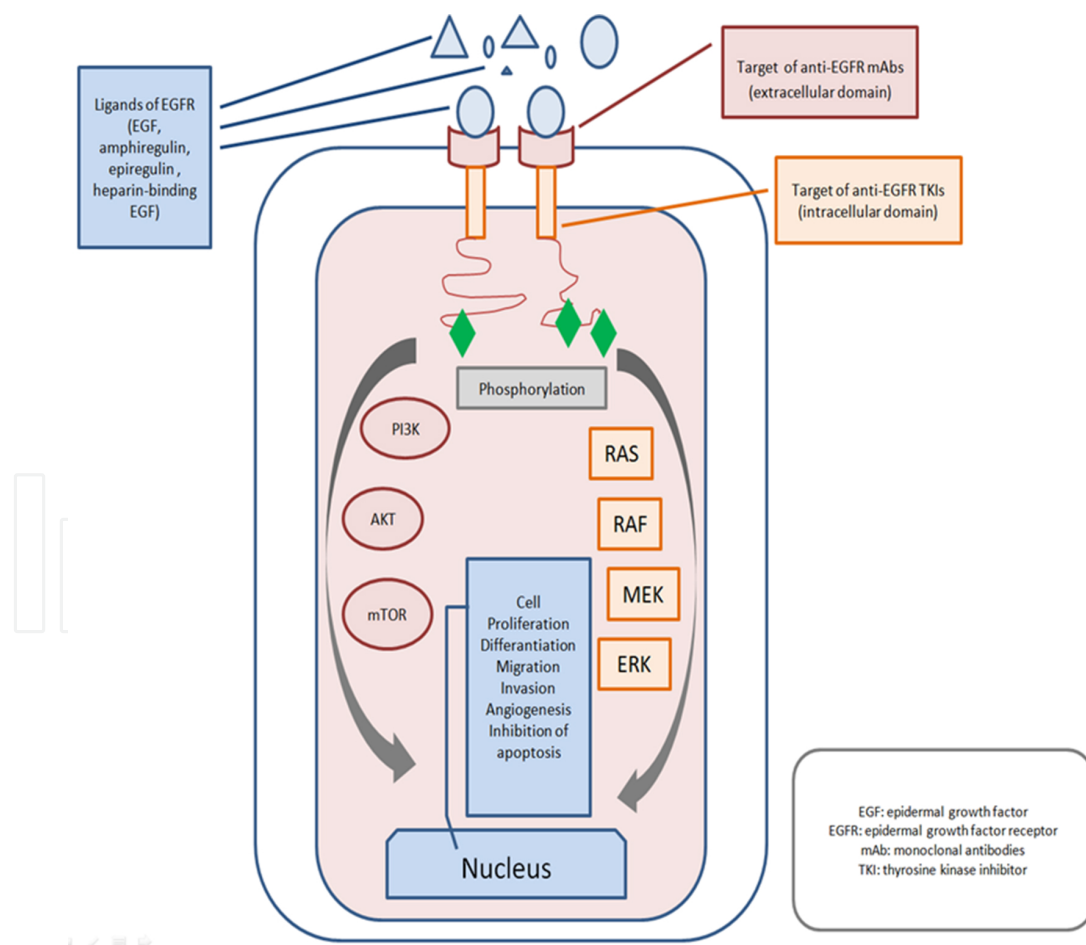 Ligands of EGFR
(EGF,
amphiregulin,
epiregulin ,
heparin-binding
EGF)
Target of anti-EGFR mAbs
(extracellular domain)
Target of anti-EGFR TKIs
(intracellular domain)
Phosphorylation
PI3K
AKT
mTOR
RAS
RAF
MEK
ERK
Cell
Proliferation
Differantiation
Migration
Invasion
Angiogenesis
Inhibition of
apoptosis
Nucleus
EGF: epidermal growth factor
EGFR: epidermal growth factor receptor
mAb: monoclonal antibodies
TKI: thyrosine kinase inhibitor